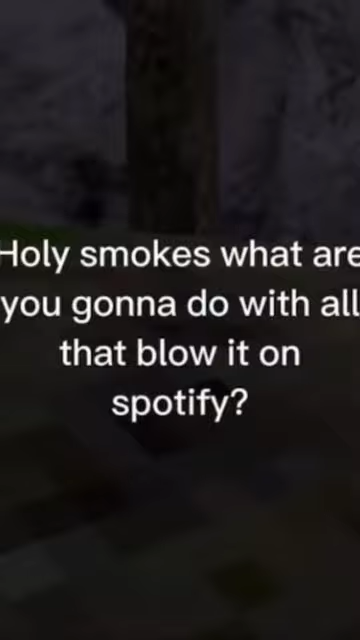 Holy smokes what are
you gonna do with all
that blow it on
spotify?